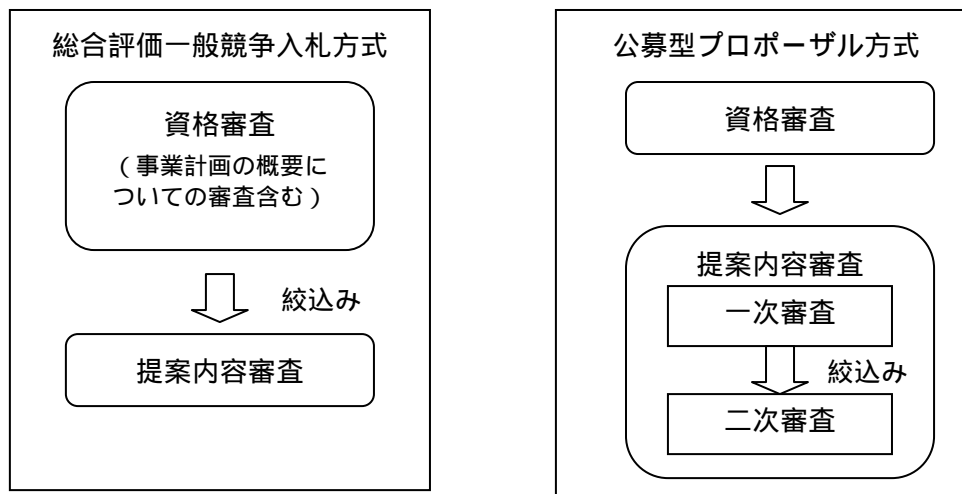 総合評価一般競争入札方式
資格審査
（事業計画の概要に
ついての審査含む）
絞込み
提案内容審査
公募型プロポーザル方式
資格審査
提案内容審査
一次審査
絞込み
二次審査